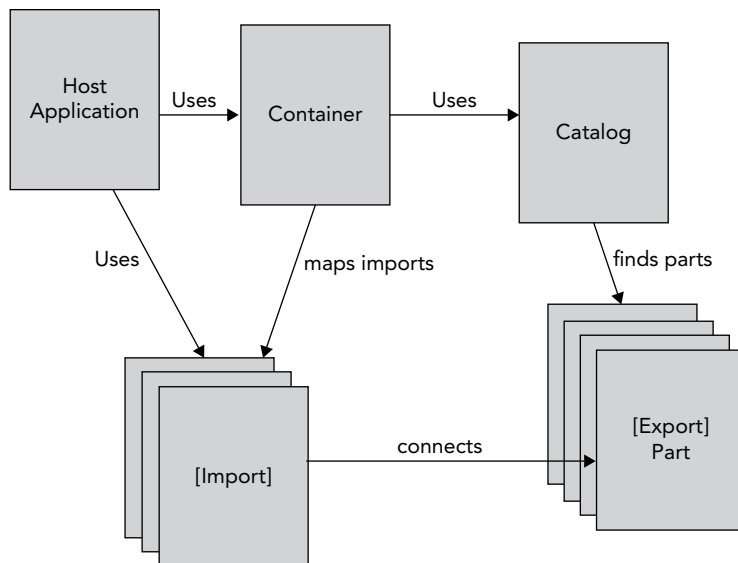 Host
Application
Uses
Container
Uses
Catalog
Uses
maps imports
finds parts
[Import]
connects
[Export]
Part